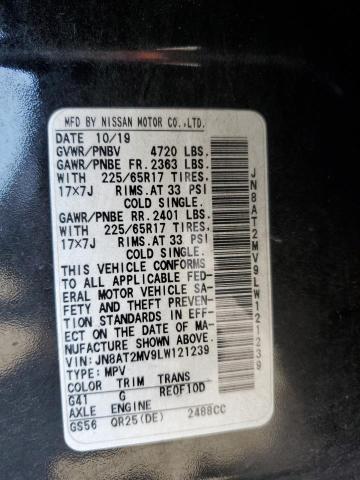 MFD BY NISSAN MOTOR CO.,LTD.
DATE 10/19
GVWR/PNBV 4720 LBS.
GAWR/PNBE FR. 2363 LBS.
WITH 225/65R17 TIRES.
17×7J RIMS.AT 33 PSI
COLD SINGLE.
GAWR/PNBE RR. 2401 LBS.
WITH 225/65R17 TIRES.
17×7J RIMS.AT 33 PSI
COLD SINGLE.
THIS VEHICLE CONFORMS
TO ALL APPLICABLE FED-
ERAL MOTOR VEHICLE SA-
FETY AND THEFT PREVEN-
TION STANDARDS IN EFF-
ECT ON THE DATE OF MA-
NUFACTURE SHOWN ABOVE.
VIN:JN8AT2MV9LW121239
TYPE: MPV
COLOR TRIM TRANS
G41 G RE0F10D
AXLE ENGINE
GS56 QR25(DE) 2488CC
JN8AT2MV9LW121239